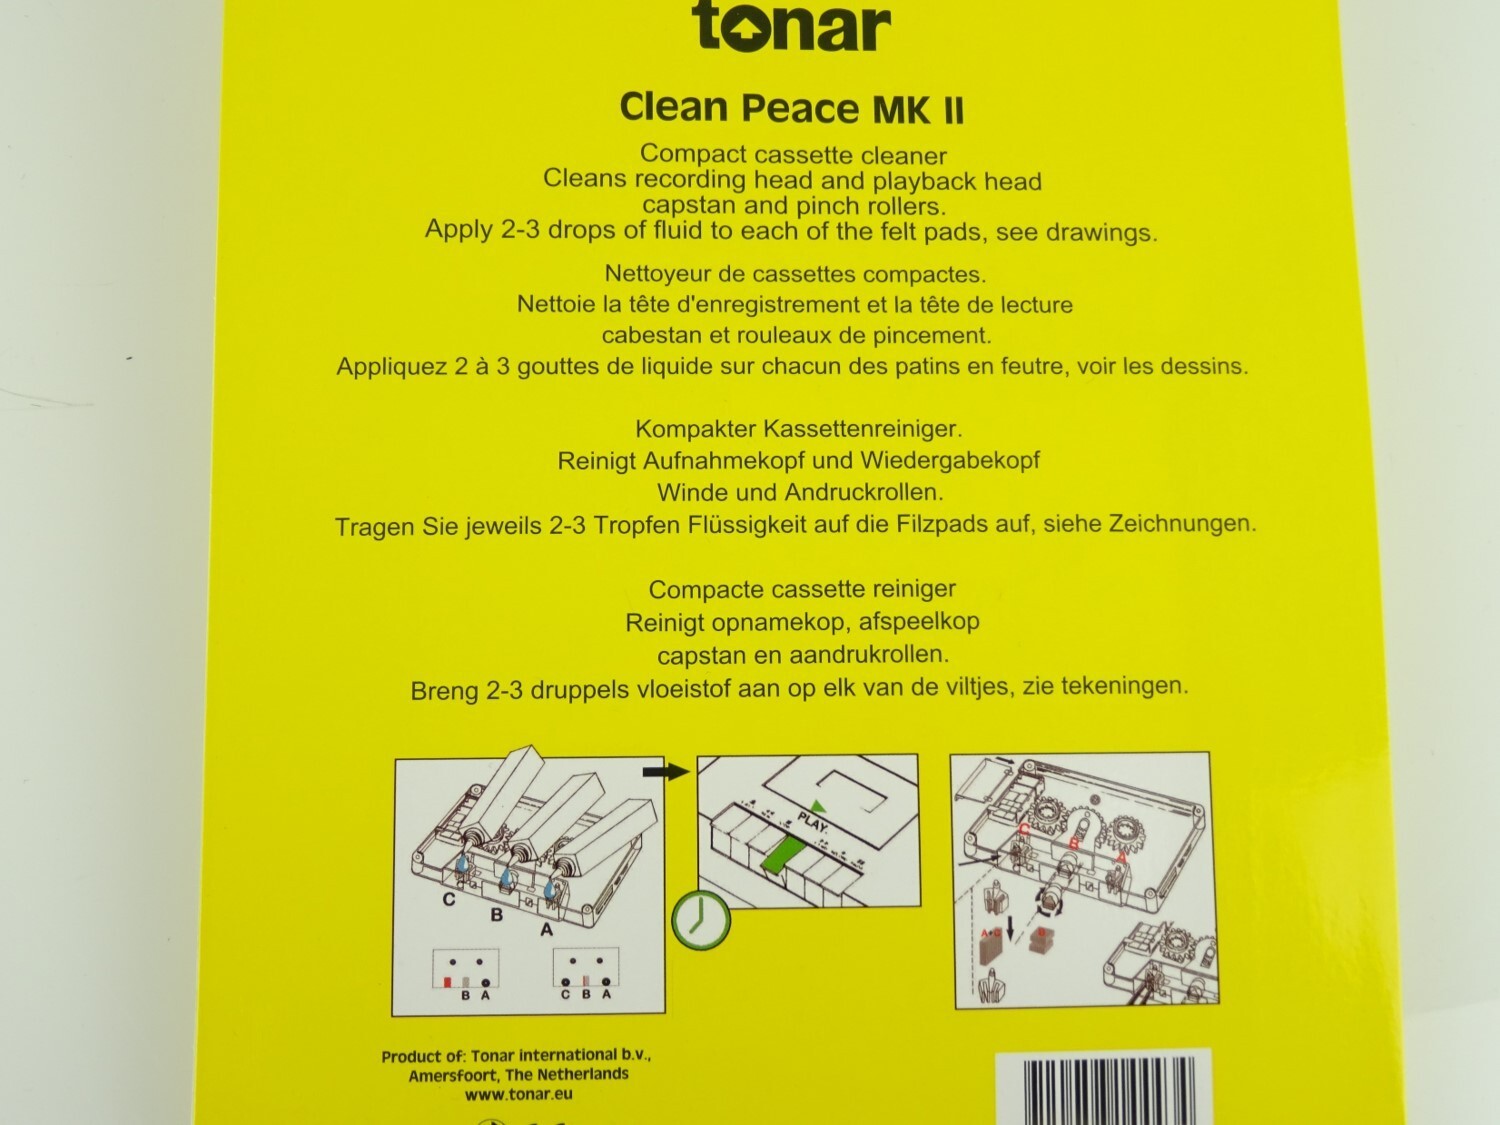 tonar
Clean Peace MK II
Compact cassette cleaner
Cleans recording head and playback head
capstan and pinch rollers.
Apply 2-3 drops of fluid to each of the felt pads, see drawings.
Nettoyeur de cassettes compactes.
Nettoie la tête d'enregistrement et la tête de lecture
cabestan et rouleaux de pincement.
Appliquez 2 à 3 gouttes de liquide sur chacun des patins en feutre, voir les dessins.
Kompakter Kassettenreiniger.
Reinigt Aufnahmekopf und Wiedergabekopf
Winde und Andruckrollen.
Tragen Sie jeweils 2-3 Tropfen Flüssigkeit auf die Filzpads auf, siehe Zeichnungen.
Compacte cassette reiniger
Reinigt opnamekop, afspeelkop
capstan en aandrukrollen.
Breng 2-3 druppels vloeistof aan op elk van de viltjes, zie tekeningen.
C B A
B A
C B A
PLAY.
C B A
A+C B
Product of: Tonar international b.v.,
Amersfoort, The Netherlands
www.tonar.eu